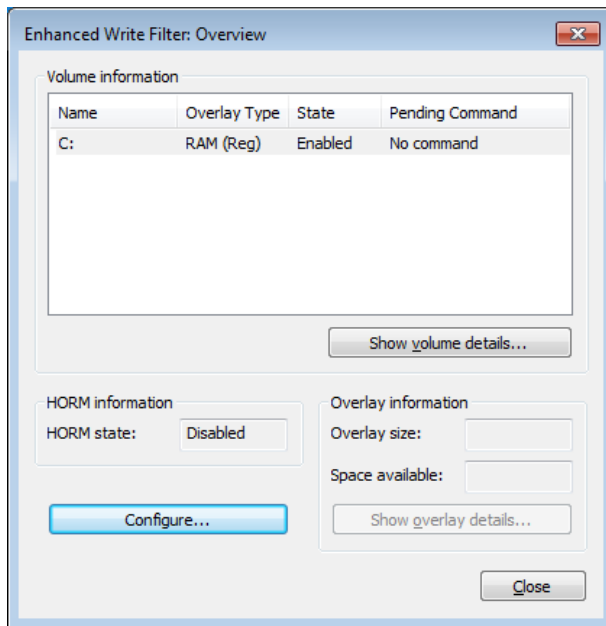 Enhanced Write Filter: Overview
Volume information
Name Overlay Type State Pending Command
C: RAM (Reg) Enabled No command
Show volume details...
HORM information
HORM state: Disabled
Configure...
Overlay information
Overlay size:
Space available:
Show overlay details...
Close